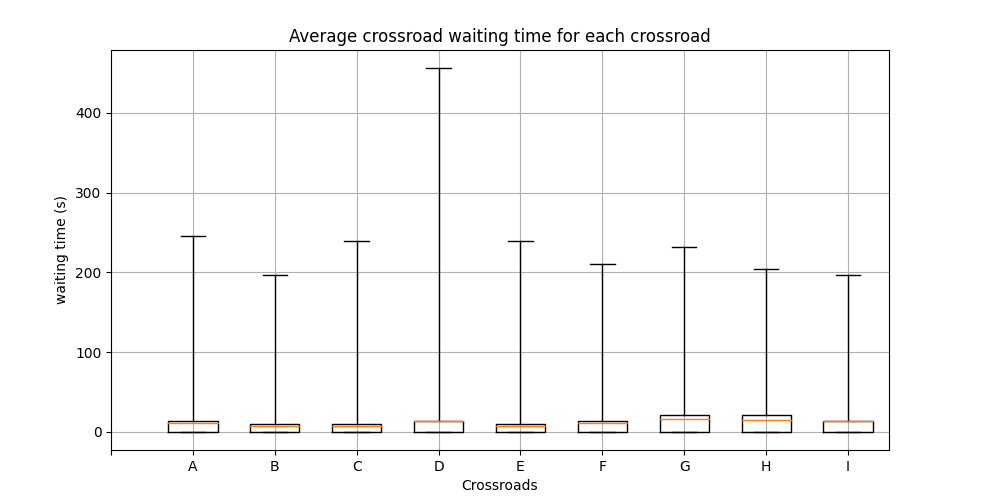 Average crossroad waiting time for each crossroad
waiting time (s)
400
300
200
100
0
A B C D E F G H I
Crossroads